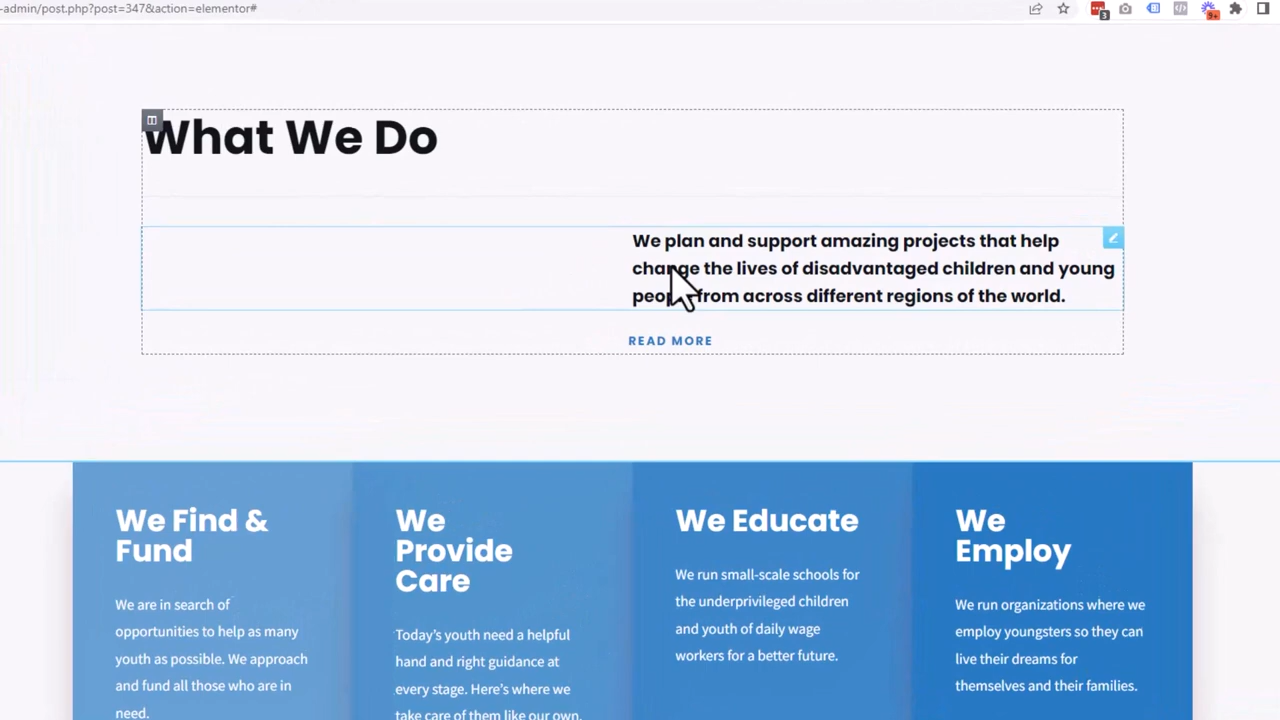 -admin/post.php?post=347&action=elementor#
3
9+
What We Do
We plan and support amazing projects that help
change the lives of disadvantaged children and young
people from across different regions of the world.
READ MORE
We Find &
Fund
We are in search of
opportunities to help as many
youth as possible. We approach
and fund all those who are in
need.
We
Provide
Care
Today's youth need a helpful
hand and right guidance at
every stage. Here's where we
take care of them like our own.
We Educate
We run small-scale schools for
the underprivileged children
and youth of daily wage
workers for a better future.
We
Employ
We run organizations where we
employ youngsters so they can
live their dreams for
themselves and their families.